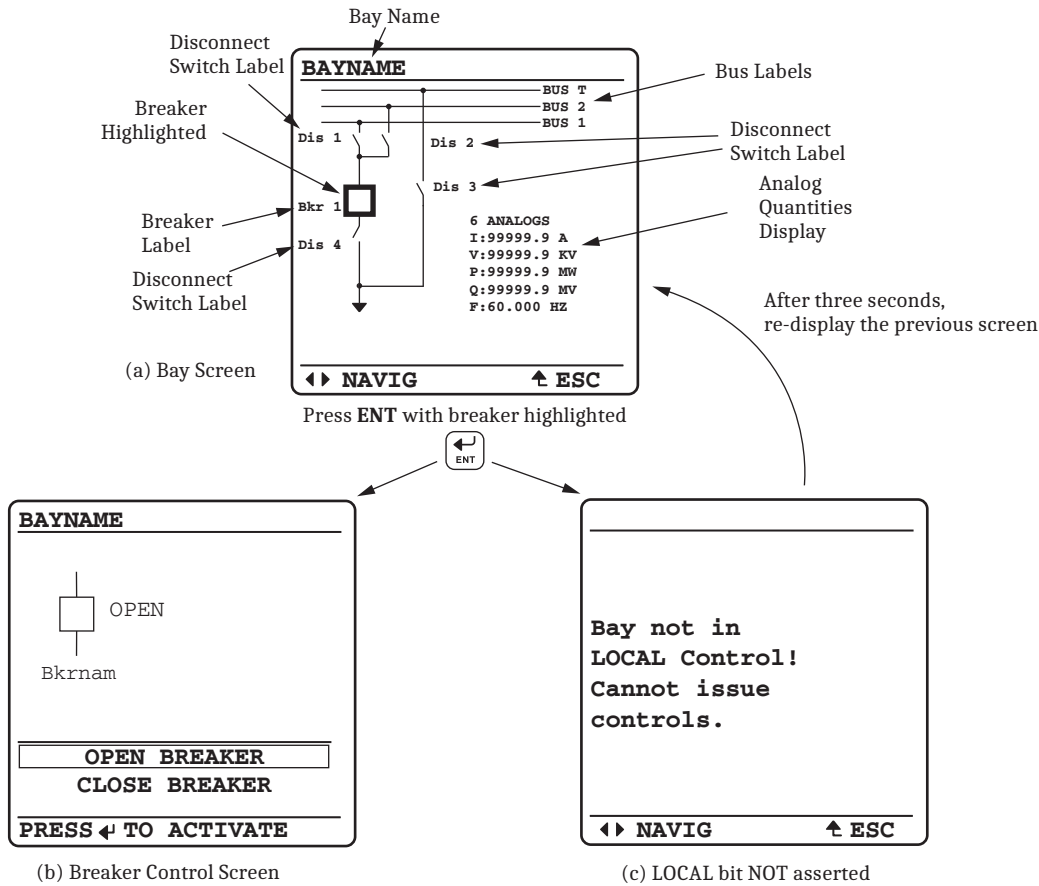 Bay Name
Disconnect
Switch Label
BAYNAME
BUS T
BUS 2
BUS 1
Bus Labels
Breaker
Highlighted
Dis 1
Dis 2
Disconnect
Switch Label
Dis 3
Bkr 1
Breaker
Label
Dis 4
Disconnect
Switch Label
6 ANALOGS
I:99999.9 A
V:99999.9 KV
P:99999.9 MW
Q:99999.9 MV
F:60.000 HZ
Analog
Quantities
Display
After three seconds,
re-display the previous screen
(a) Bay Screen
NAVIG ESC
Press ENT with breaker highlighted
ENT
BAYNAME
OPEN
Bkrnam
OPEN BREAKER
CLOSE BREAKER
PRESS TO ACTIVATE
(b) Breaker Control Screen
Bay not in
LOCAL Control!
Cannot issue
controls.
NAVIG ESC
(c) LOCAL bit NOT asserted